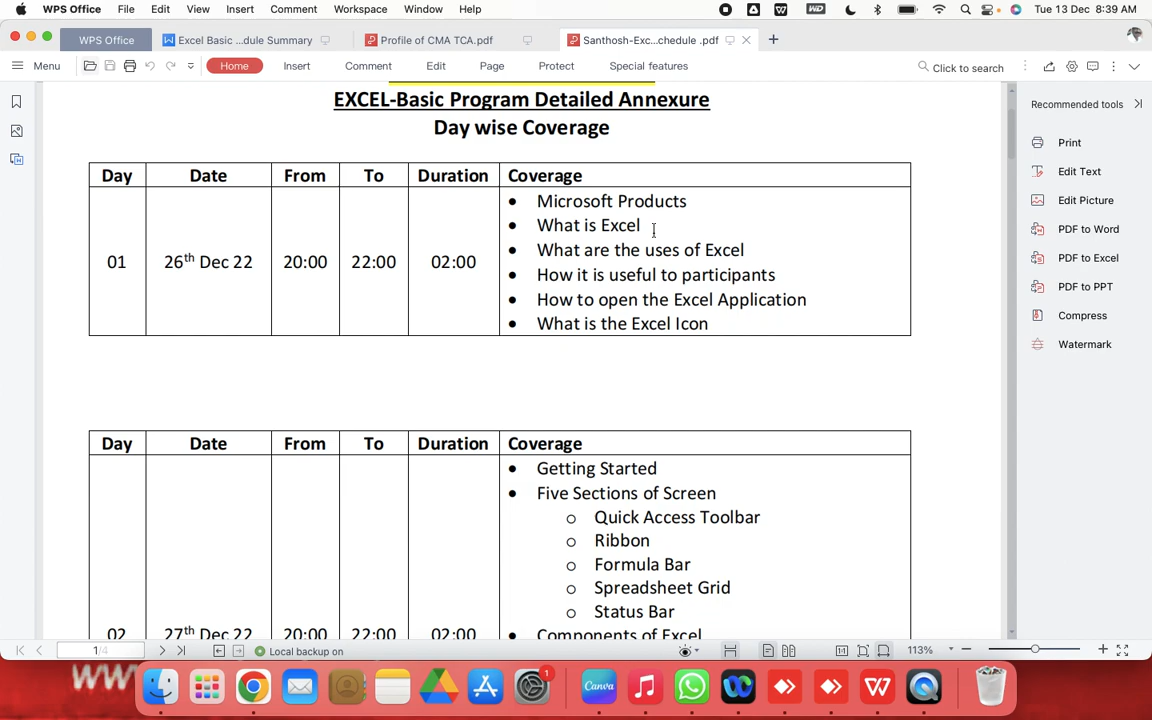 WPS Office File Edit View Insert Comment Workspace Window Help Tue 13 Dec 8:39 AM
WPS Office Excel Basic ...dule Summary Profile of CMA TCA.pdf Santhosh-Exc...chedule .pdf
Menu Home Insert Comment Edit Page Protect Special features Click to search
EXCEL-Basic Program Detailed Annexure
Day wise Coverage
Day Date From To Duration Coverage
01 26th Dec 22 20:00 22:00 02:00
• Microsoft Products
• What is Excel
• What are the uses of Excel
• How it is useful to participants
• How to open the Excel Application
• What is the Excel Icon
Day Date From To Duration Coverage
02 27th Dec 22 20:00 22:00 02:00
• Getting Started
• Five Sections of Screen
o Quick Access Toolbar
o Ribbon
o Formula Bar
o Spreadsheet Grid
o Status Bar
• Components of Excel
Recommended tools
Print
Edit Text
Edit Picture
PDF to Word
PDF to Excel
PDF to PPT
Compress
Watermark
1/4 Local backup on 113%
www
Canva
1